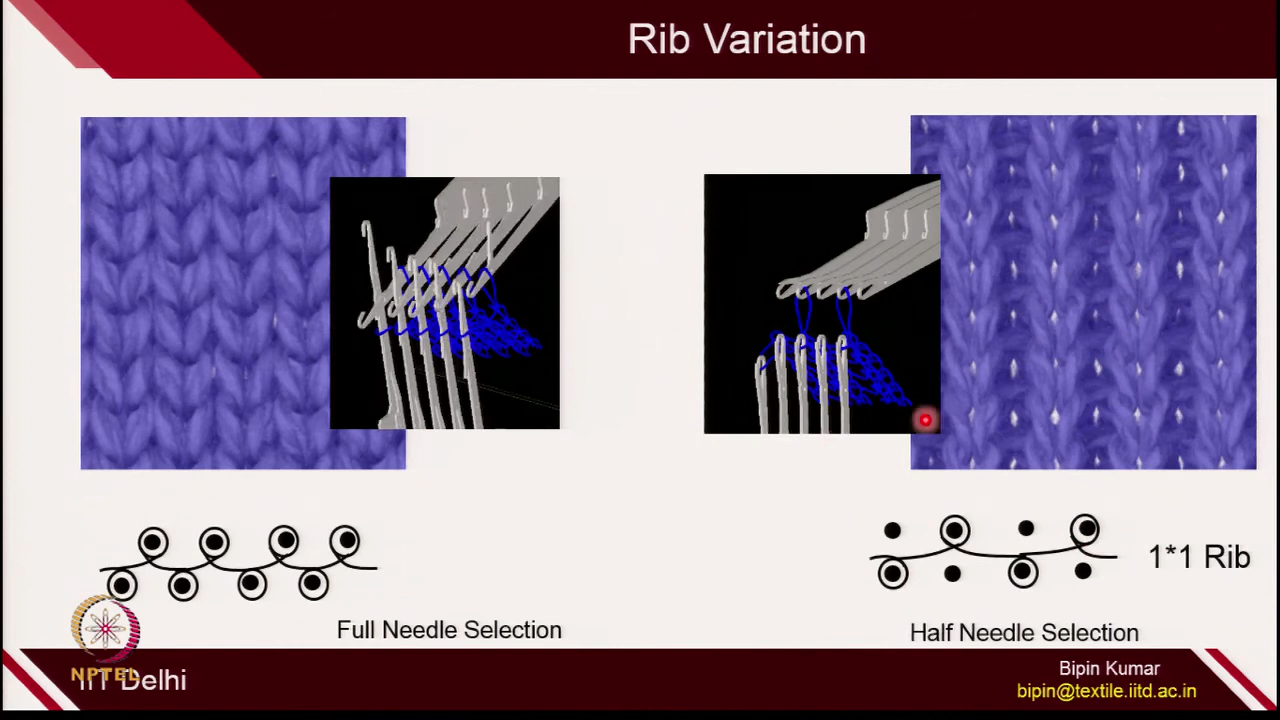 Rib Variation
1*1 Rib
Full Needle Selection
Half Needle Selection
NPTEL
IIT Delhi
Bipin Kumar
bipin@textile.iitd.ac.in